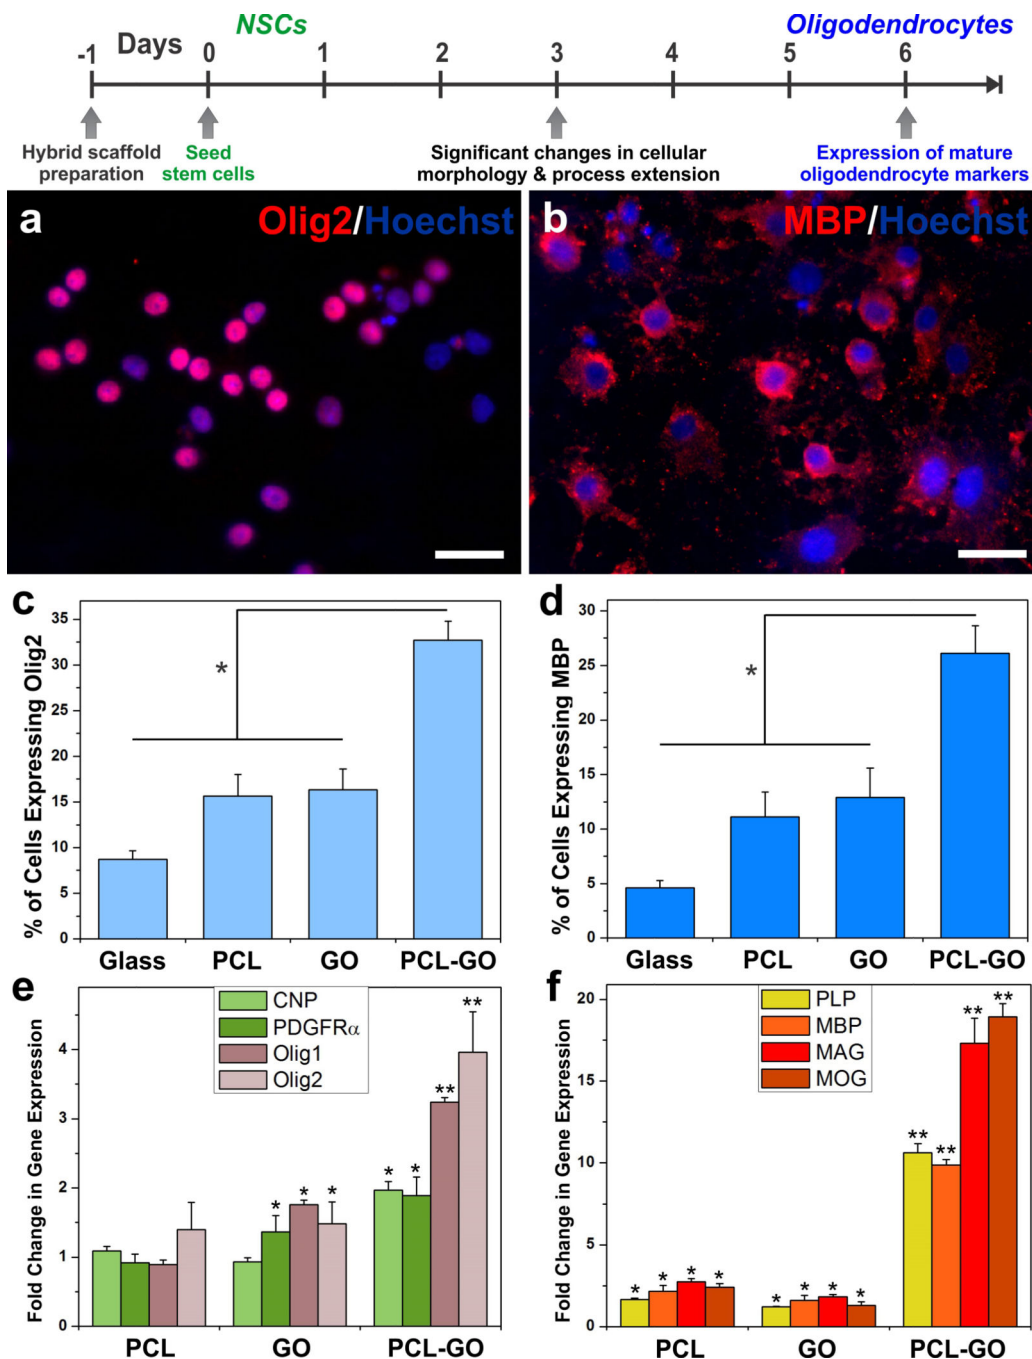 NSCs
Oligodendrocytes
Days
-1 0 1 2 3 4 5 6
Hybrid scaffold
preparation
Seed
stem cells
Significant changes in cellular
morphology & process extension
Expression of mature
oligodendrocyte markers
a
Olig2/Hoechst
b
MBP/Hoechst
c
% of Cells Expressing Olig2
35
30
25
20
15
10
5
0
*
Glass PCL GO PCL-GO
d
% of Cells Expressing MBP
30
25
20
15
10
5
0
*
Glass PCL GO PCL-GO
e
Fold Change in Gene Expression
4
3
2
1
0
CNP
PDGFRα
Olig1
Olig2
* * *
* * ** **
PCL GO PCL-GO
f
Fold Change in Gene Expression
20
15
10
5
0
PLP
MBP
MAG
MOG
* * * *
* * * *
** ** ** **
PCL GO PCL-GO